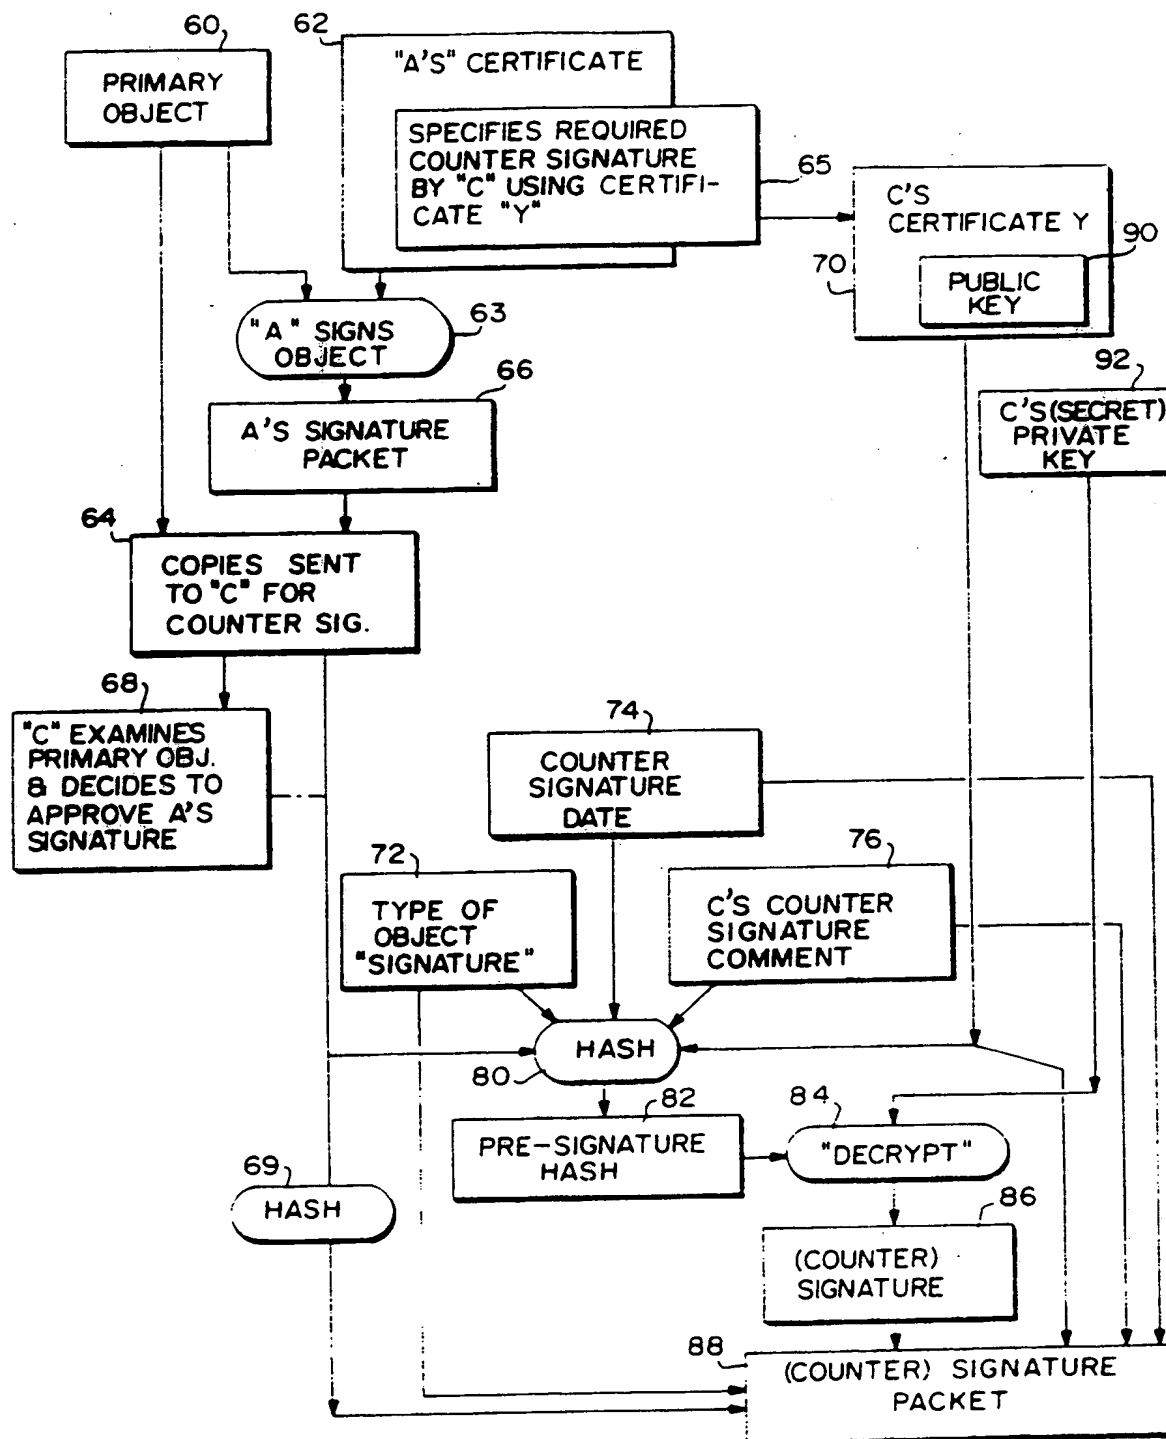 60
PRIMARY
OBJECT
62
"A'S" CERTIFICATE
SPECIFIES REQUIRED
COUNTER SIGNATURE
BY "C" USING CERTIFI-
CATE "Y"
65
C'S
CERTIFICATE Y
70
90
PUBLIC
KEY
"A" SIGNS
OBJECT
63
66
A'S SIGNATURE
PACKET
92
C'S (SECRET)
PRIVATE
KEY
64
COPIES SENT
TO "C" FOR
COUNTER SIG.
68
"C" EXAMINES
PRIMARY OBJ.
& DECIDES TO
APPROVE A'S
SIGNATURE
74
COUNTER
SIGNATURE
DATE
72
TYPE OF
OBJECT
"SIGNATURE"
76
C'S COUNTER
SIGNATURE
COMMENT
HASH
80
82
PRE-SIGNATURE
HASH
84
"DECRYPT"
69
HASH
86
(COUNTER)
SIGNATURE
88
(COUNTER) SIGNATURE
PACKET